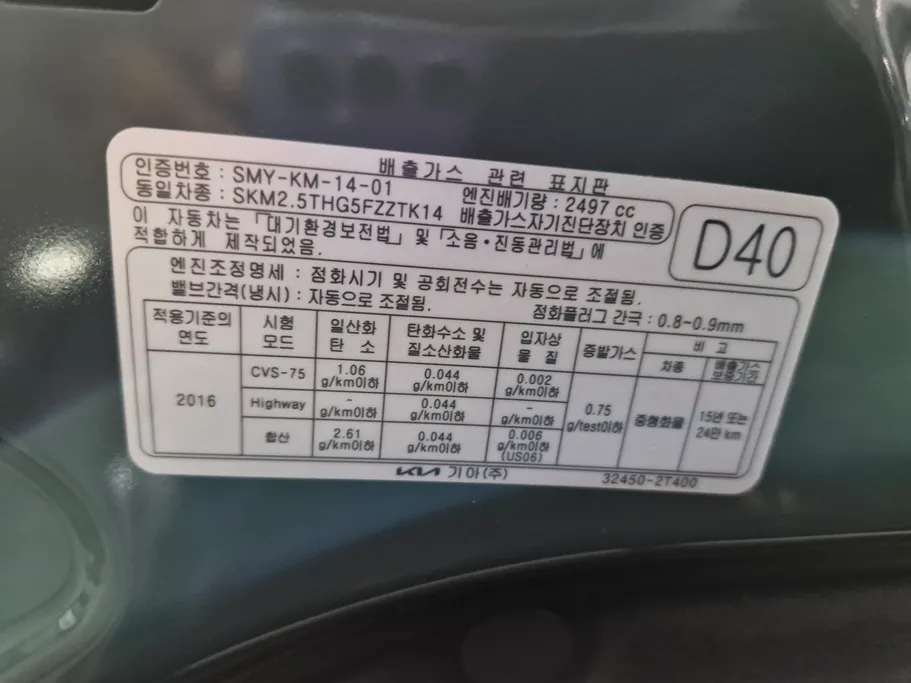 배출가스 관련 표지판
인증번호 : SMY-KM-14-01 엔진배기량 : 2497 cc
동일차종 : SKM2.5THG5FZZTK14 배출가스자기진단장치 인증
D40
이 자동차는 「대기환경보전법」 및 「소음·진동관리법」에
적합하게 제작되었음.
엔진조정명세 : 점화시기 및 공회전수는 자동으로 조절됨.
밸브간격(냉시) : 자동으로 조절됨. 점화플러그 간극 : 0.8-0.9mm
적용기준의 연도 시험 모드 일산화 탄 소 탄화수소 및 질소산화물 입자상 물 질 증발가스 비 고
차종 배출가스 보증기간
2016
CVS-75 1.06 g/km이하 0.044 g/km이하 0.002 g/km이하
Highway - g/km이하 0.044 g/km이하 - g/km이하
합산 2.61 g/km이하 0.044 g/km이하 0.006 g/km이하 (US06)
0.75 g/test이하
중형화물
15년 또는 24만 km
KIA 기아(주) 32450-2T400